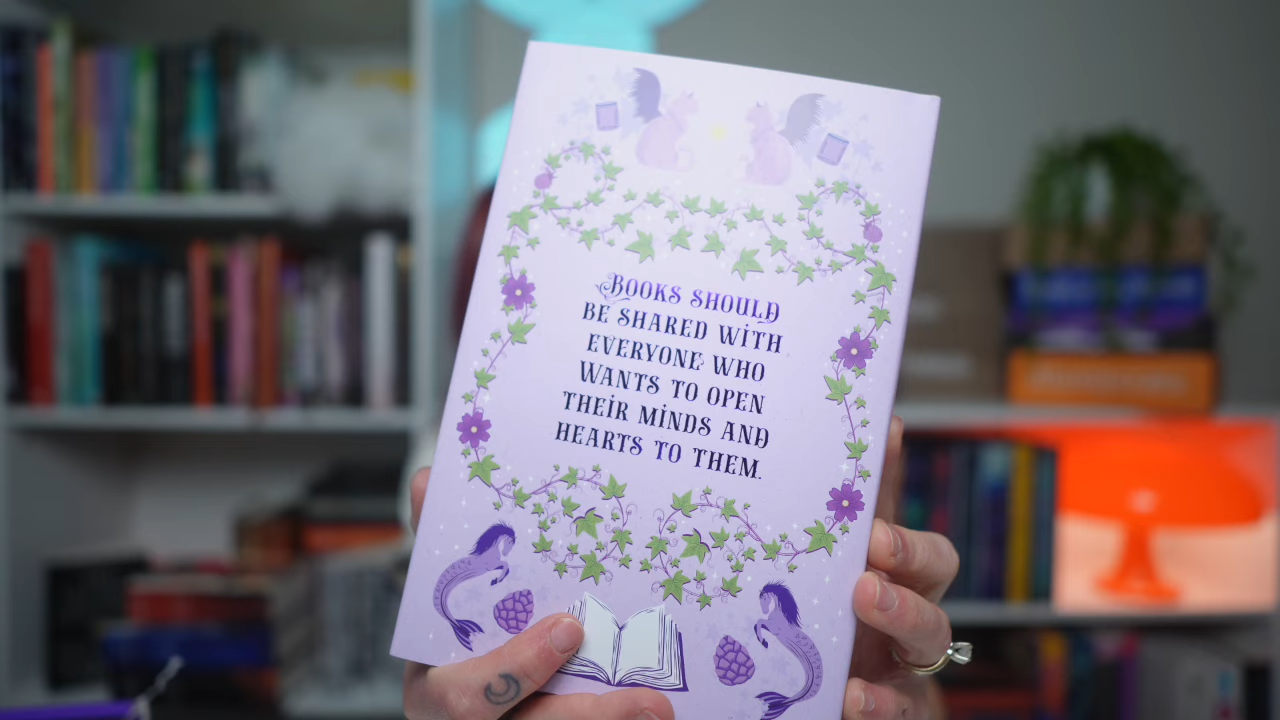 BOOKS SHOULD
BE SHARED WITH
EVERYONE WHO
WANTS TO OPEN
THEIR MINDS AND
HEARTS TO THEM.